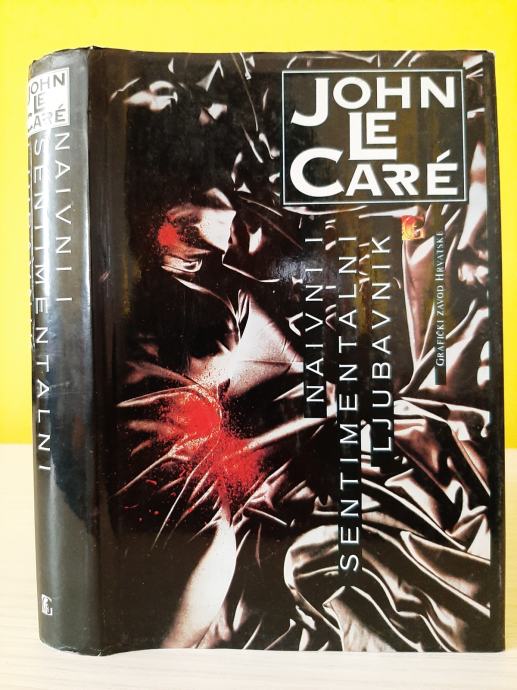 JOHN
LE
CARRÉ
NAIVNI I
SENTIMENTALNI
JOHN
LE
CARRÉ
NAIVNI I
SENTIMENTALNI
LJUBAVNIK
GRAFIČKI ZAVOD HRVATSKE